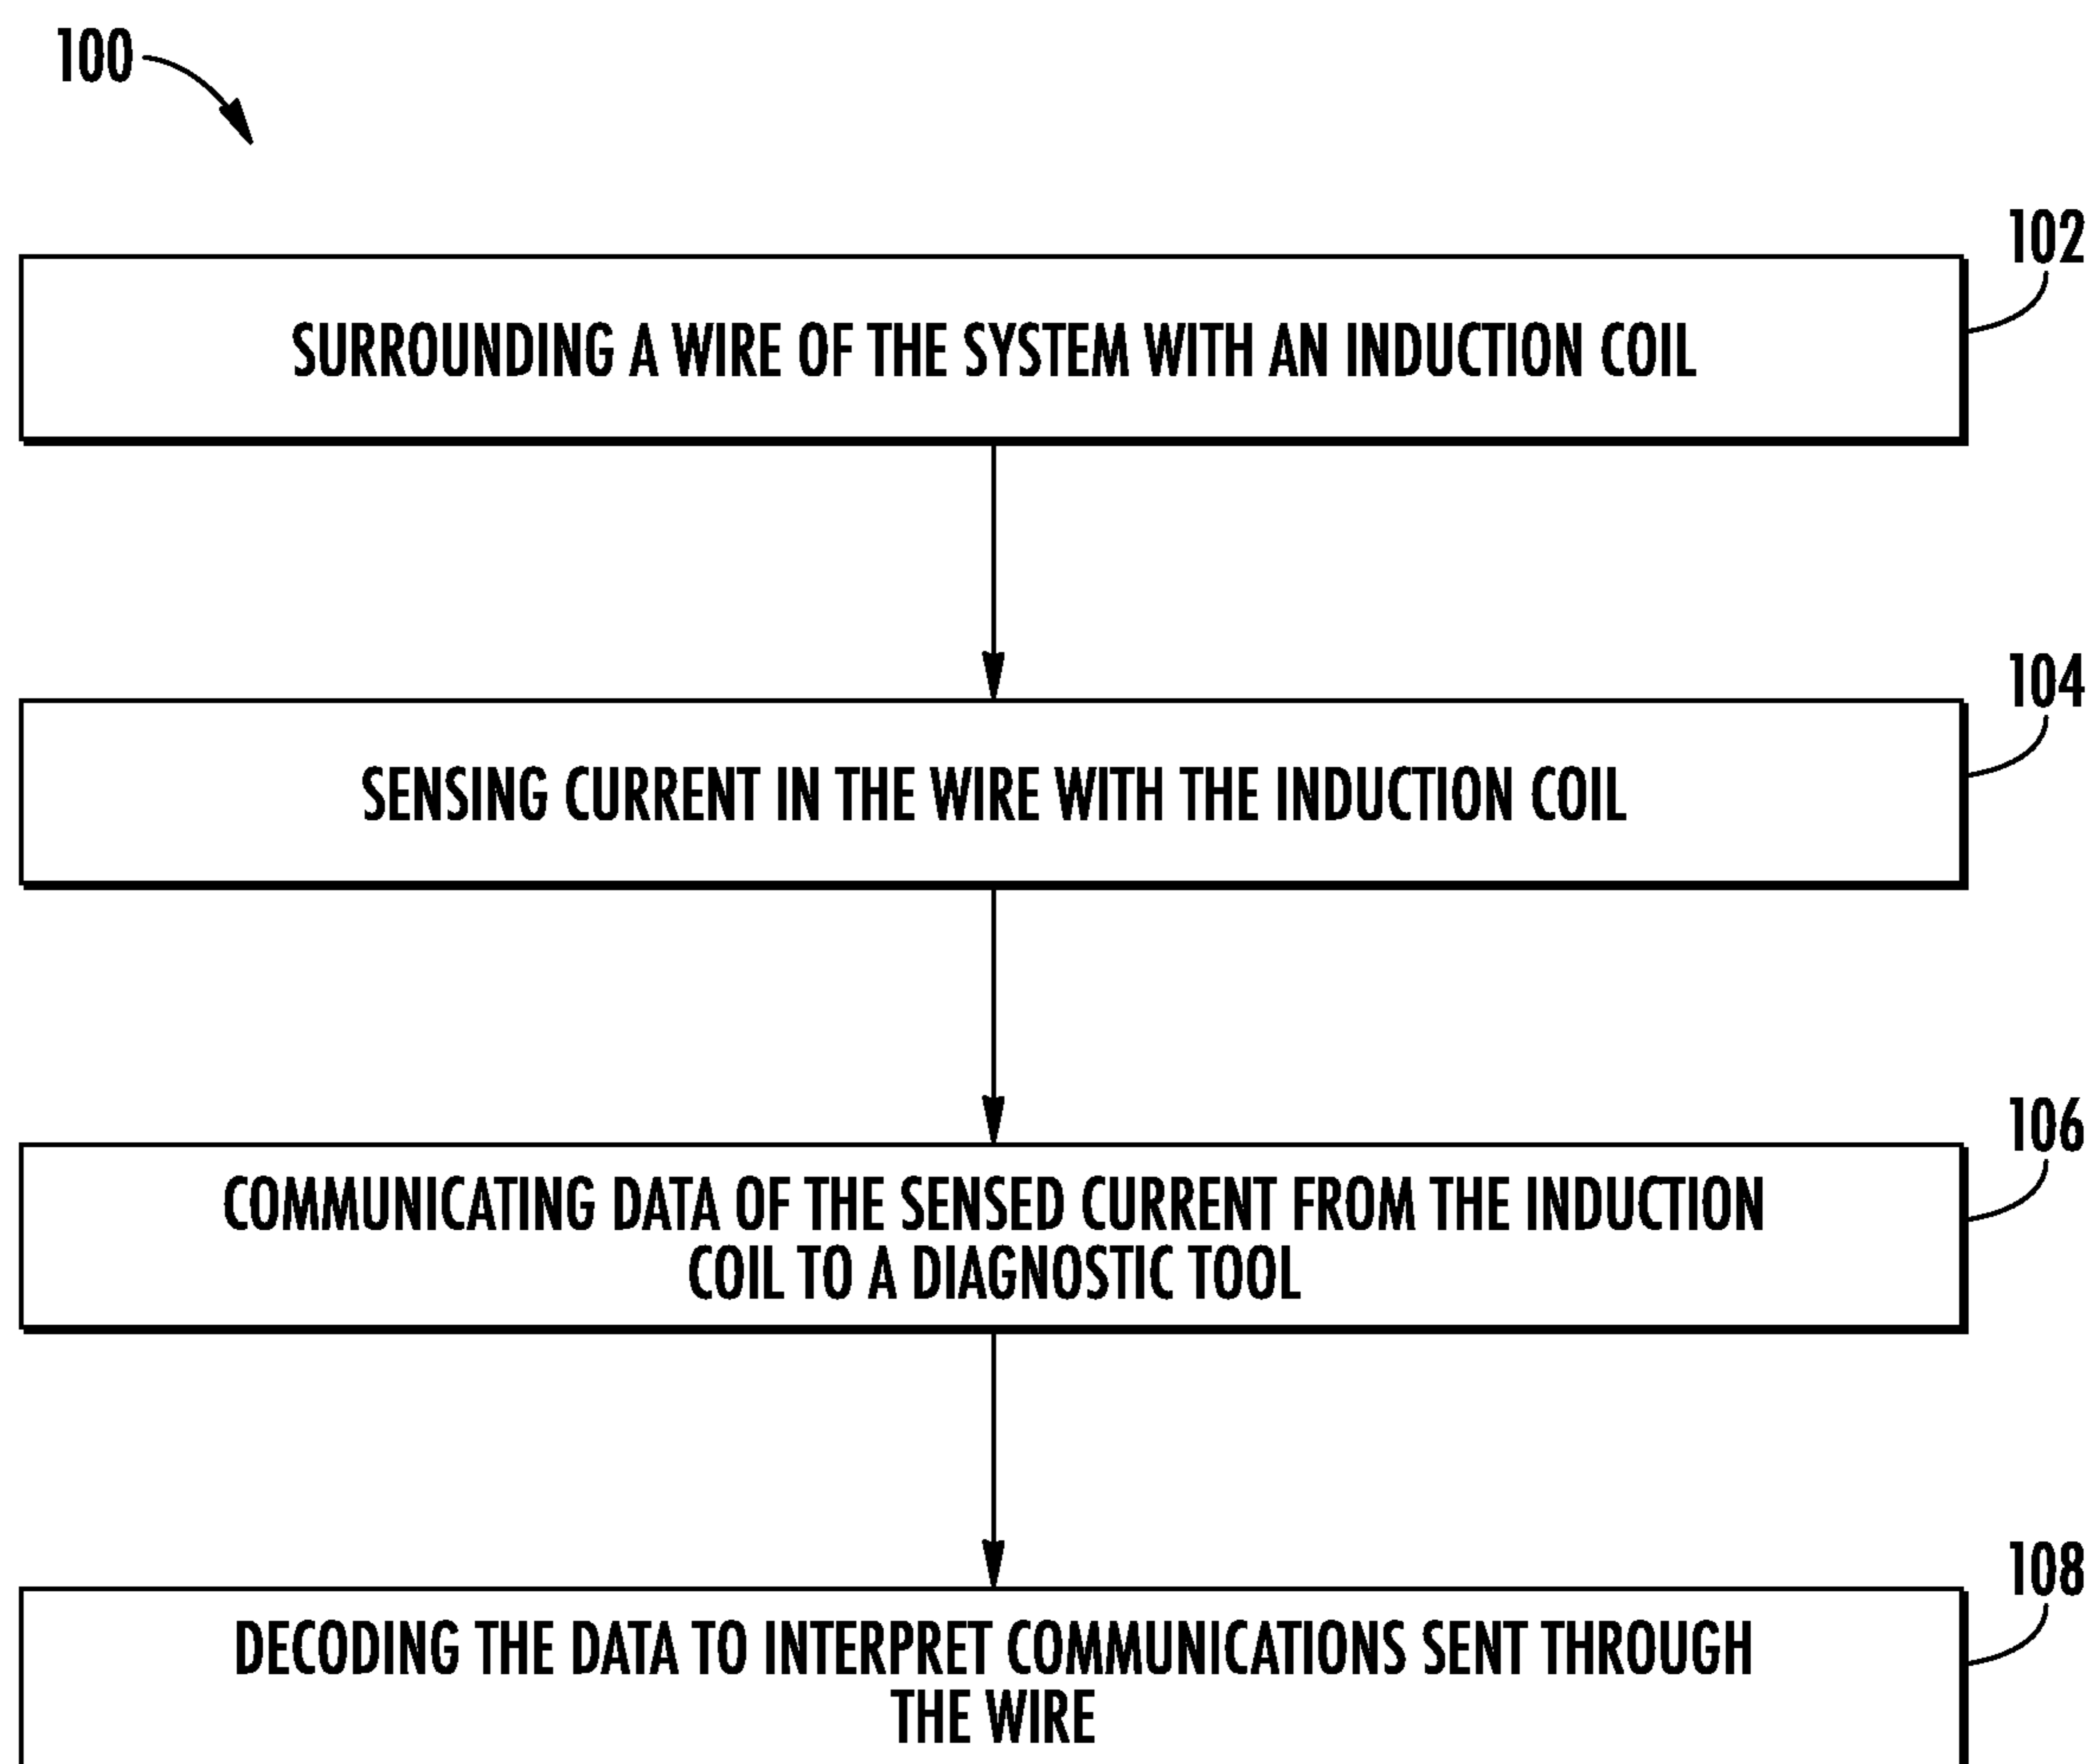 100
102
SURROUNDING A WIRE OF THE SYSTEM WITH AN INDUCTION COIL
104
SENSING CURRENT IN THE WIRE WITH THE INDUCTION COIL
106
COMMUNICATING DATA OF THE SENSED CURRENT FROM THE INDUCTION
COIL TO A DIAGNOSTIC TOOL
108
DECODING THE DATA TO INTERPRET COMMUNICATIONS SENT THROUGH
THE WIRE